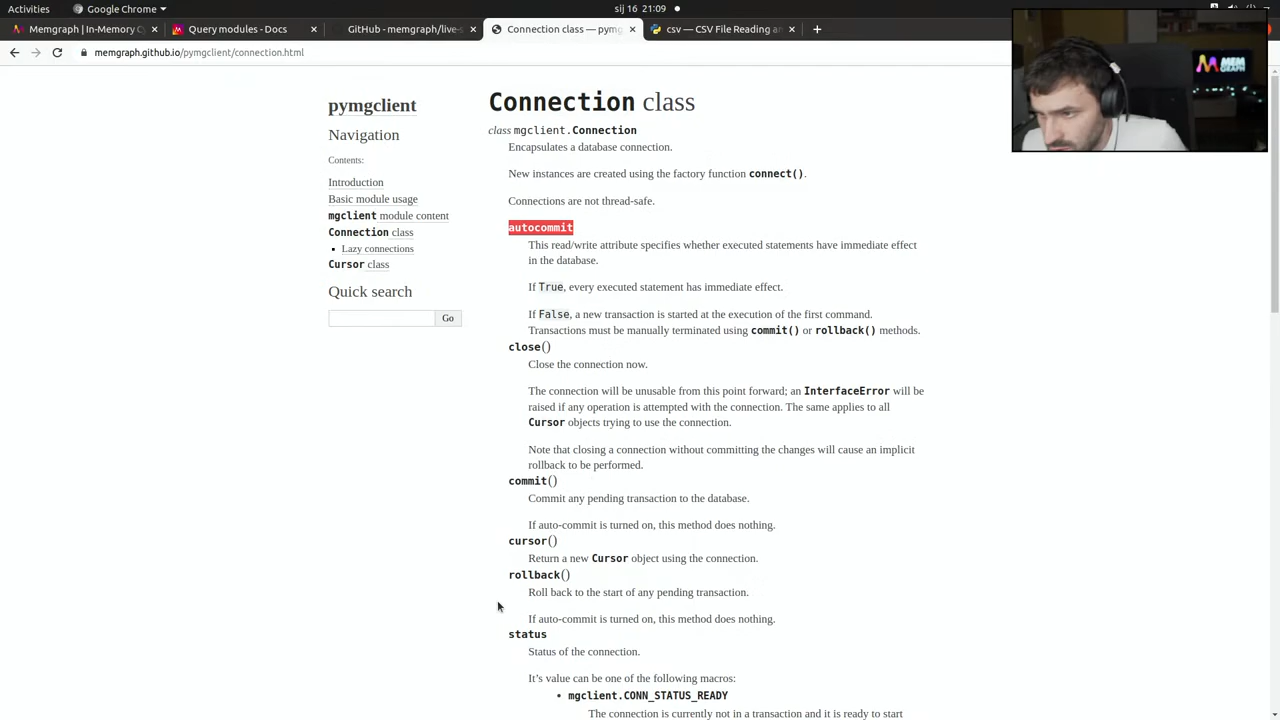 Activities
Google Chrome
sij 16 21:09
Memgraph | In-Memory
Query modules - Docs
GitHub - memgraph/live-s
Connection class — pymg
csv — CSV File Reading an
memgraph.github.io/pymgclient/connection.html
MEM
GRAPH
pymgclient
Navigation
Contents:
Introduction
Basic module usage
mgclient module content
Connection class
Lazy connections
Cursor class
Quick search
Go
Connection class
class mgclient.Connection
Encapsulates a database connection.
New instances are created using the factory function connect().
Connections are not thread-safe.
autocommit
This read/write attribute specifies whether executed statements have immediate effect
in the database.
If True, every executed statement has immediate effect.
If False, a new transaction is started at the execution of the first command.
Transactions must be manually terminated using commit() or rollback() methods.
close()
Close the connection now.
The connection will be unusable from this point forward; an InterfaceError will be
raised if any operation is attempted with the connection. The same applies to all
Cursor objects trying to use the connection.
Note that closing a connection without committing the changes will cause an implicit
rollback to be performed.
commit()
Commit any pending transaction to the database.
If auto-commit is turned on, this method does nothing.
cursor()
Return a new Cursor object using the connection.
rollback()
Roll back to the start of any pending transaction.
If auto-commit is turned on, this method does nothing.
status
Status of the connection.
It's value can be one of the following macros:
• mgclient.CONN_STATUS_READY
The connection is currently not in a transaction and it is ready to start